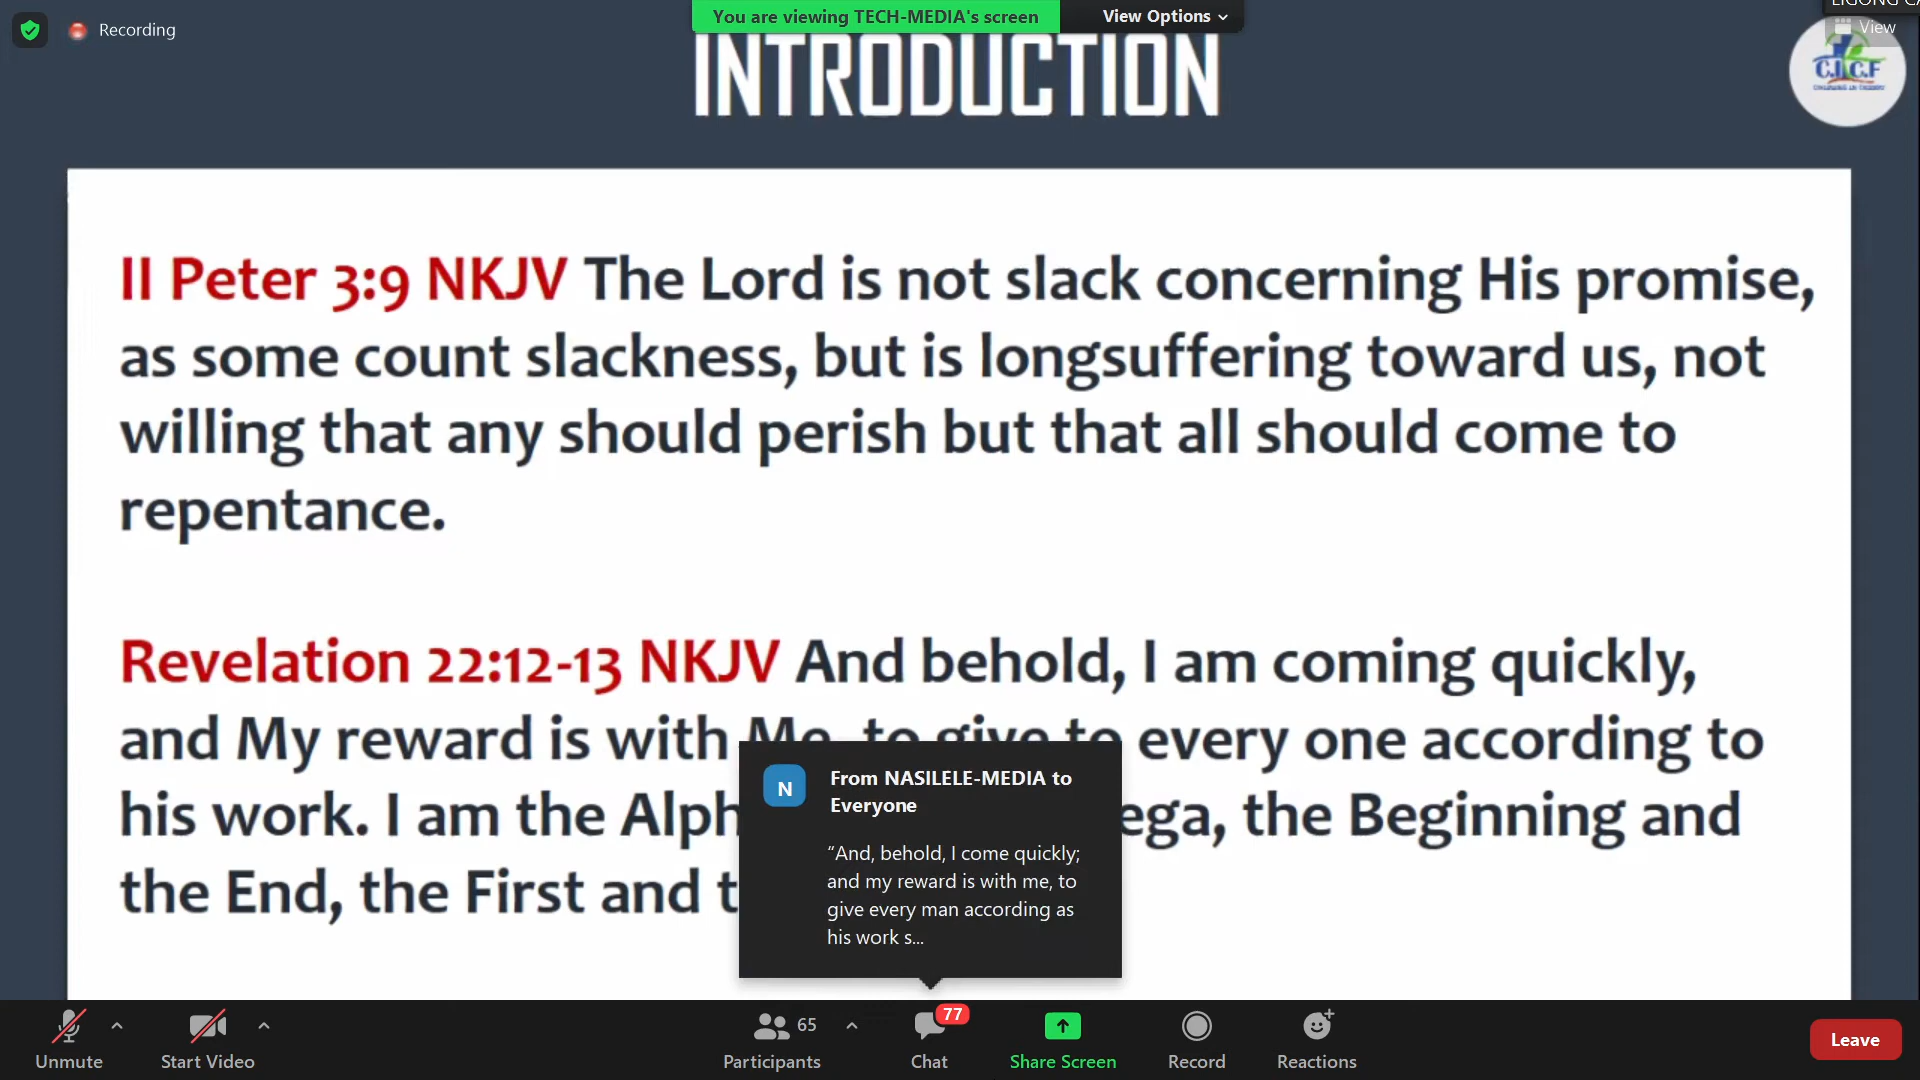 You are viewing TECH-MEDIA's screen
View Options
Recording
View
INTRODUCTION
C.I.C.F
II Peter 3:9 NKJV The Lord is not slack concerning His promise,
as some count slackness, but is longsuffering toward us, not
willing that any should perish but that all should come to
repentance.
Revelation 22:12-13 NKJV And behold, I am coming quickly,
and My reward is with Me, to give to every one according to
his work. I am the Alph
ega, the Beginning and
the End, the First and t
N
From NASILELE-MEDIA to
Everyone
“And, behold, I come quickly;
and my reward is with me, to
give every man according as
his work s...
Unmute
Start Video
65
Participants
77
Chat
Share Screen
Record
Reactions
Leave